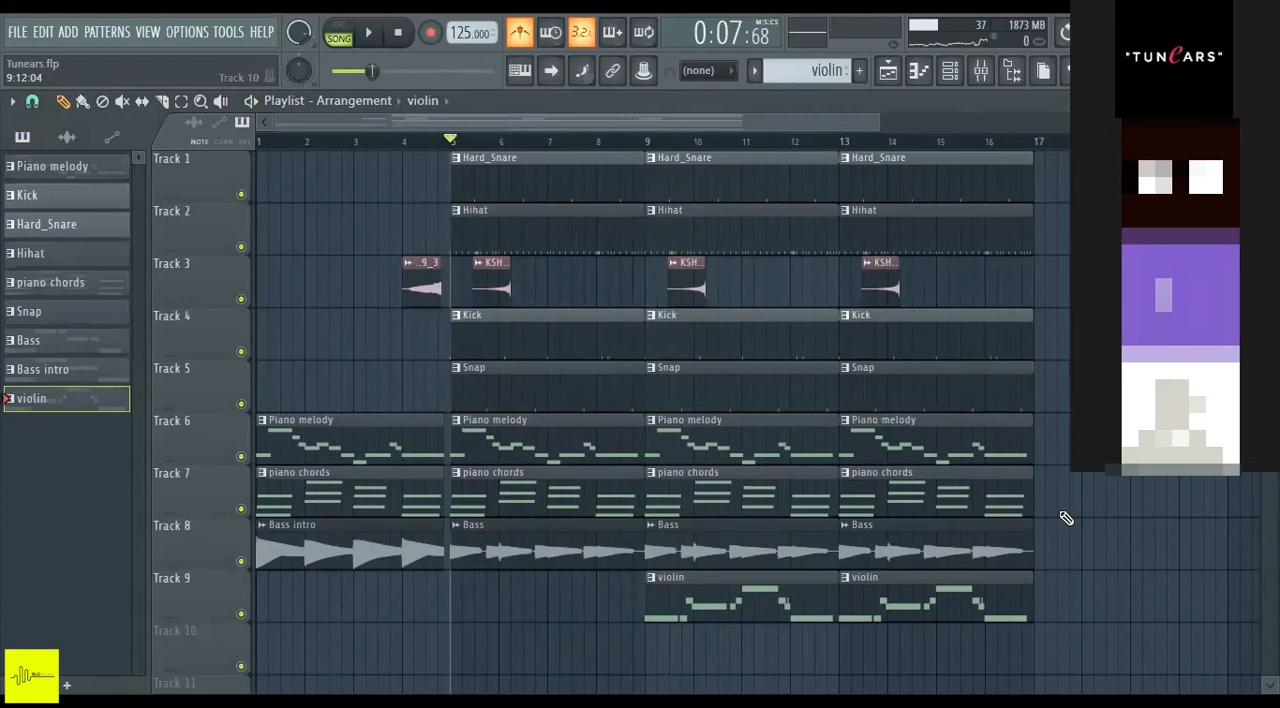 FILE EDIT ADD PATTERNS VIEW OPTIONS TOOLS HELP
PAT
SONG
125.000
3.2
0:07:68
M:S:CS
37
1873 MB
0
"TUNEARS"
Tunears.flp
9:12:04
Track 10
(none)
violin
Playlist - Arrangement › violin ›
NOTE CHAN PAT
1 2 3 4 5 6 7 8 9 10 11 12 13 14 15 16 17
Piano melody
Kick
Hard_Snare
Hihat
piano chords
Snap
Bass
Bass intro
violin
Track 1
Hard_Snare
Hard_Snare
Hard_Snare
Track 2
Hihat
Hihat
Hihat
Track 3
..9_3
KSH..
KSH..
KSH..
Track 4
Kick
Kick
Kick
Track 5
Snap
Snap
Snap
Track 6
Piano melody
Piano melody
Piano melody
Piano melody
Track 7
piano chords
piano chords
piano chords
piano chords
Track 8
Bass intro
Bass
Bass
Bass
Track 9
violin
violin
Track 10
Track 11